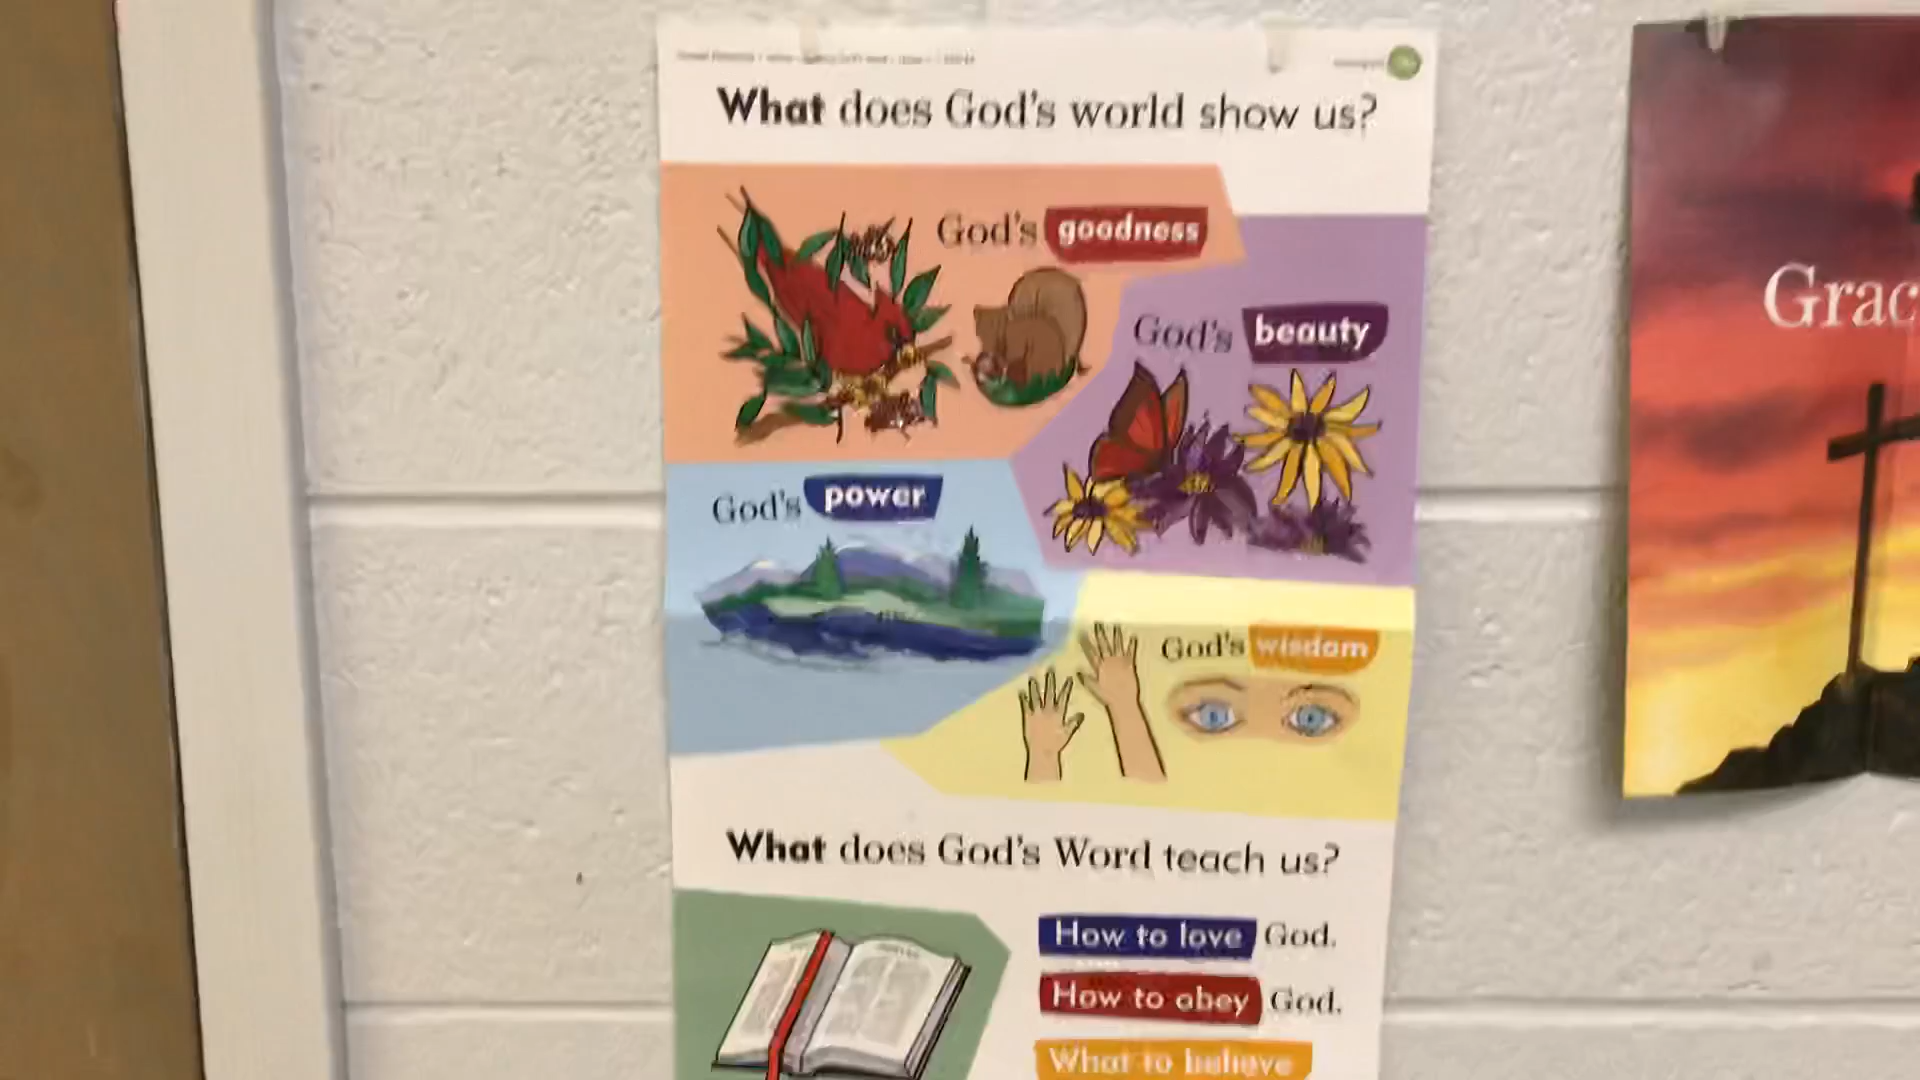 What does God's world show us?
God's goodness
God's beauty
God's power
God's wisdom
What does God's Word teach us?
How to love God.
How to obey God.
What to believe